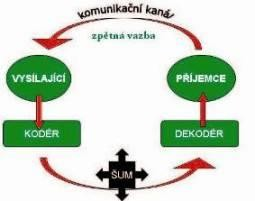 komunikační kanál
zpětná vazba
VYSÍLAJÍCÍ
PŘÍJEMCE
KODÉR
DEKODÉR
ŠUM